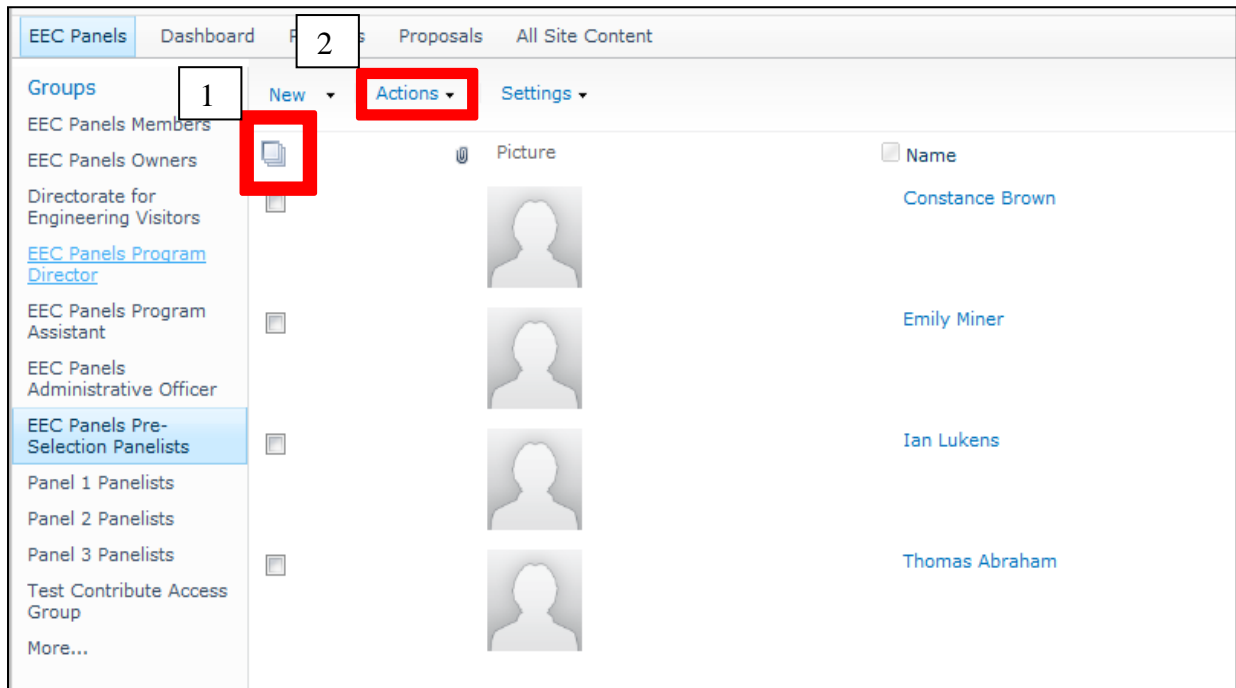 EEC Panels Dashboard Proposals All Site Content
2
Groups
1
New Actions Settings
EEC Panels Members
EEC Panels Owners
Picture Name
Directorate for
Engineering Visitors
Constance Brown
EEC Panels Program
Director
EEC Panels Program
Assistant
Emily Miner
EEC Panels
Administrative Officer
EEC Panels Pre-
Selection Panelists
Ian Lukens
Panel 1 Panelists
Panel 2 Panelists
Panel 3 Panelists
Thomas Abraham
Test Contribute Access
Group
More...